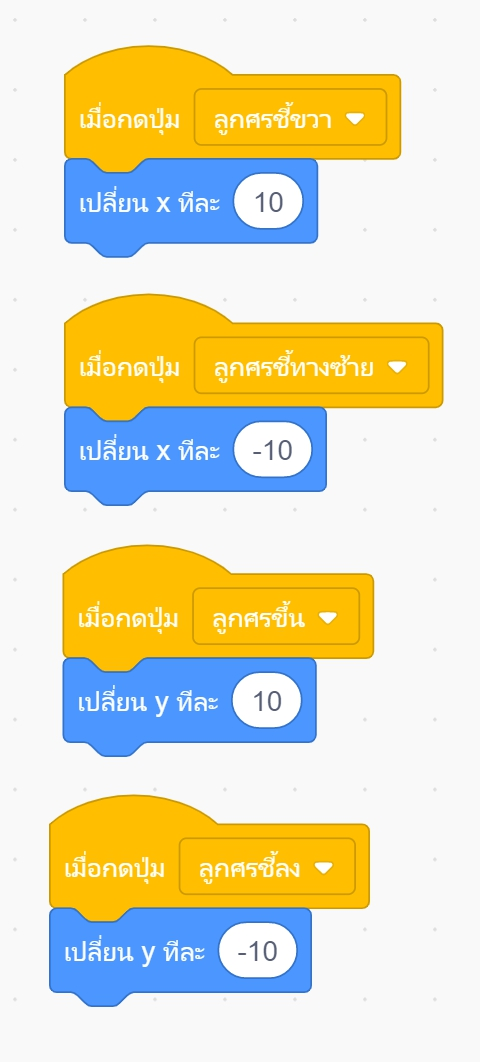 เมื่อกดปุ่ม ลูกศรชี้ขวา
เปลี่ยน x ทีละ 10
เมื่อกดปุ่ม ลูกศรชี้ทางซ้าย
เปลี่ยน x ทีละ -10
เมื่อกดปุ่ม ลูกศรขึ้น
เปลี่ยน y ทีละ 10
เมื่อกดปุ่ม ลูกศรชี้ลง
เปลี่ยน y ทีละ -10